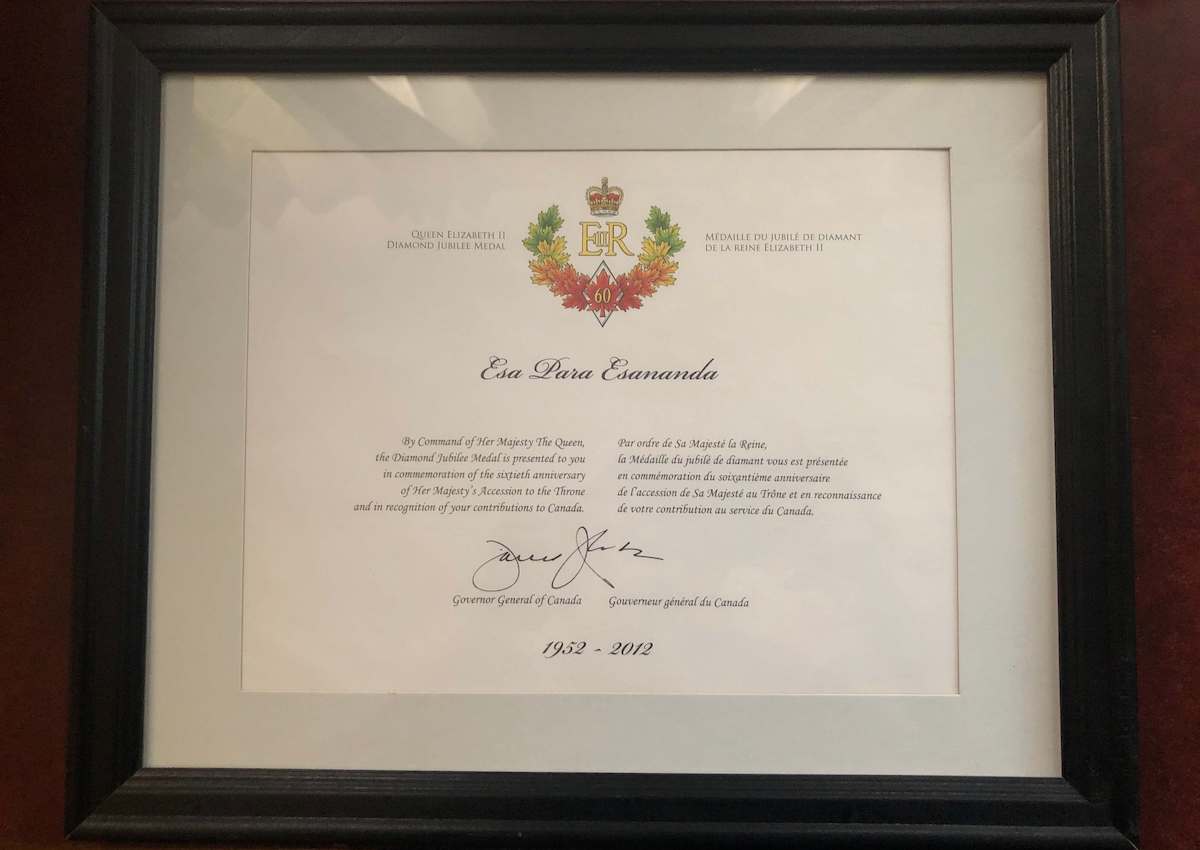 QUEEN ELIZABETH II
DIAMOND JUBILEE MEDAL
EIIR
60
MÉDAILLE DU JUBILÉ DE DIAMANT
DE LA REINE ELIZABETH II
Esa Para Esananda
By Command of Her Majesty The Queen,
the Diamond Jubilee Medal is presented to you
in commemoration of the sixtieth anniversary
of Her Majesty's Accession to the Throne
and in recognition of your contributions to Canada.
Par ordre de Sa Majesté la Reine,
la Médaille du jubilé de diamant vous est présentée
en commémoration du soixantième anniversaire
de l'accession de Sa Majesté au Trône et en reconnaissance
de votre contribution au service du Canada.
Governor General of Canada
Gouverneur général du Canada
1952 - 2012